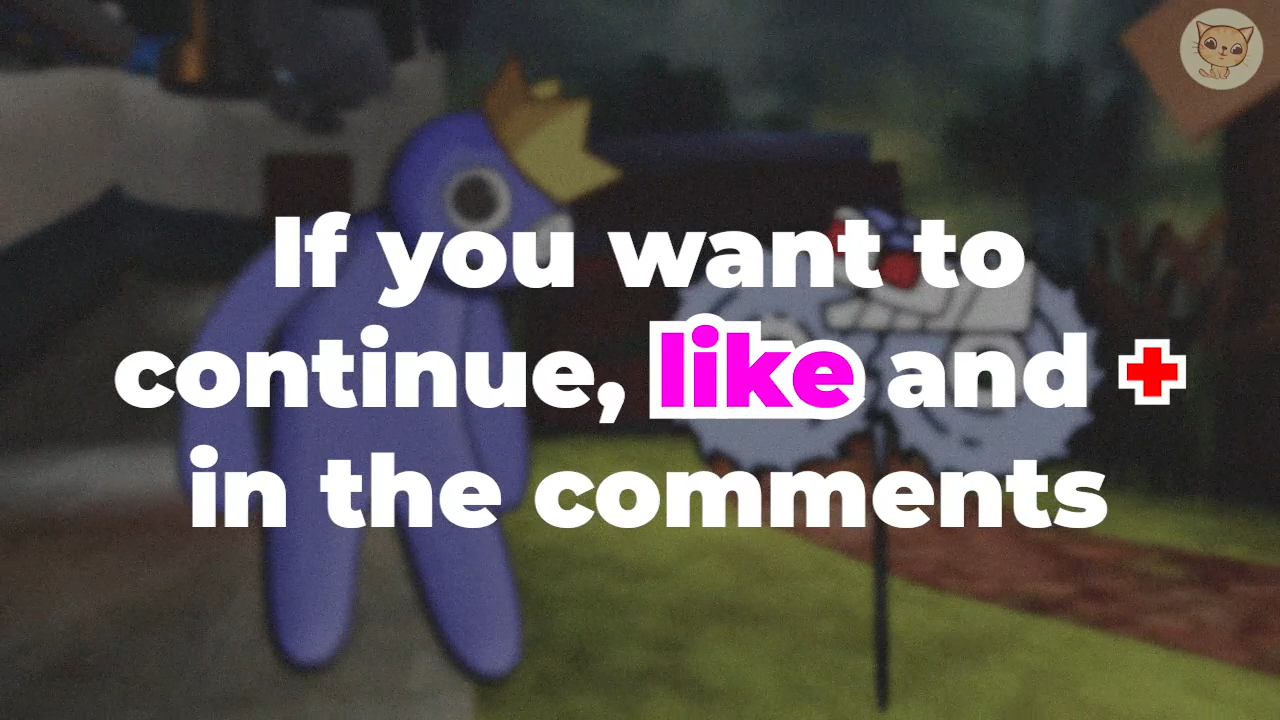 If you want to
continue, like and +
in the comments